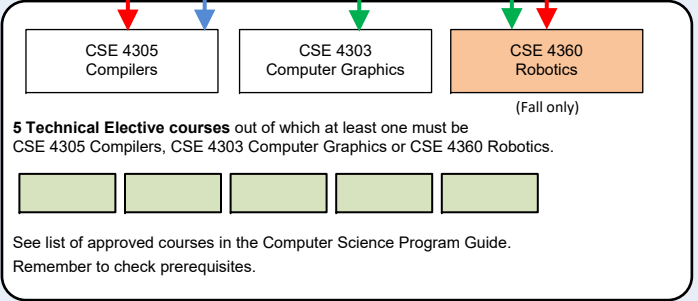 CSE 4305
Compilers
CSE 4303
Computer Graphics
CSE 4360
Robotics
(Fall only)
5 Technical Elective courses out of which at least one must be
CSE 4305 Compilers, CSE 4303 Computer Graphics or CSE 4360 Robotics.
See list of approved courses in the Computer Science Program Guide.
Remember to check prerequisites.